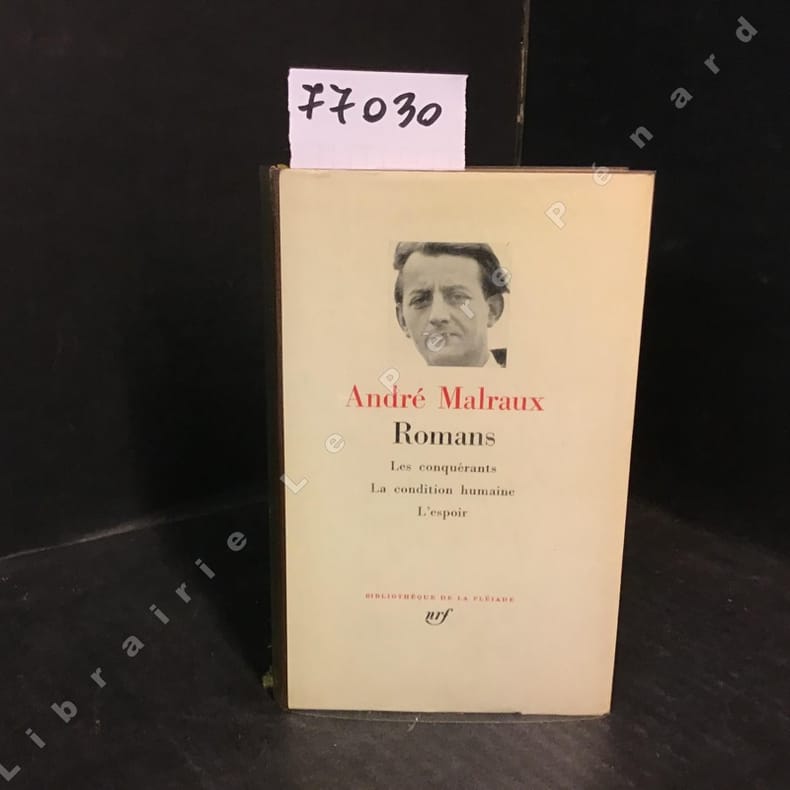 77030
André Malraux
Romans
Les conquérants
La condition humaine
L'espoir
BIBLIOTHÈQUE DE LA PLÉIADE
nrf
Librairie Le Père Pénard